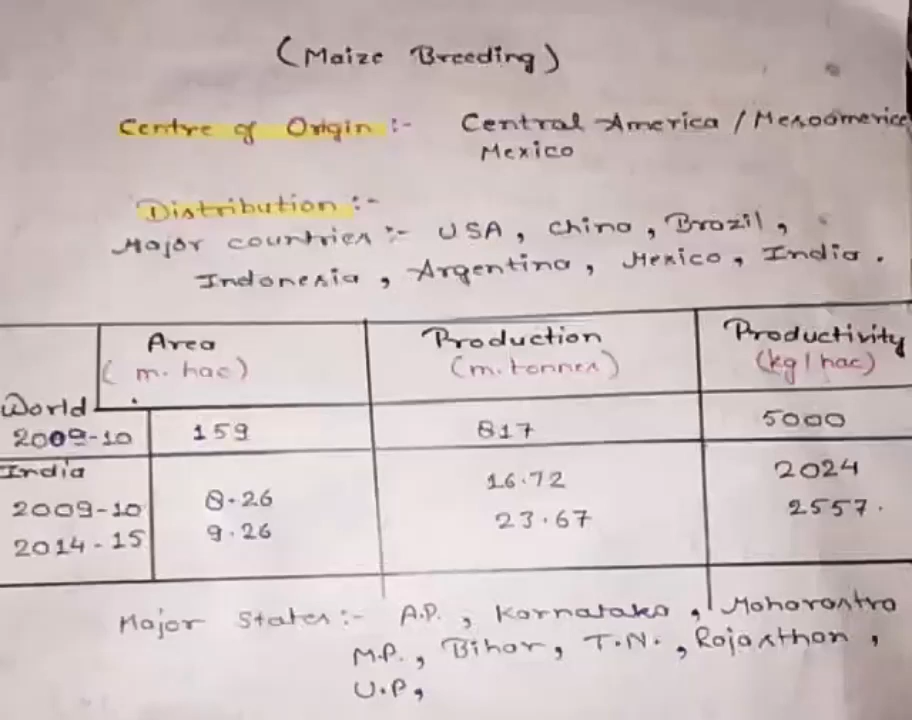 (Maize Breeding)
Centre of Origin :- Central America / Mesoamerica
Mexico
Distribution :-
Major countries :- USA, China, Brazil,
Indonesia, Argentina, Mexico, India.
Area Production Productivity
(m. hac) (m. tonnes) (kg / hac)
World
2009-10 159 817 5000
India
2009-10 8.26 16.72 2024
2014-15 9.26 23.67 2557.
Major States :- A.P., Karnataka, Maharastra
M.P., Bihar, T.N., Rajasthan,
U.P,